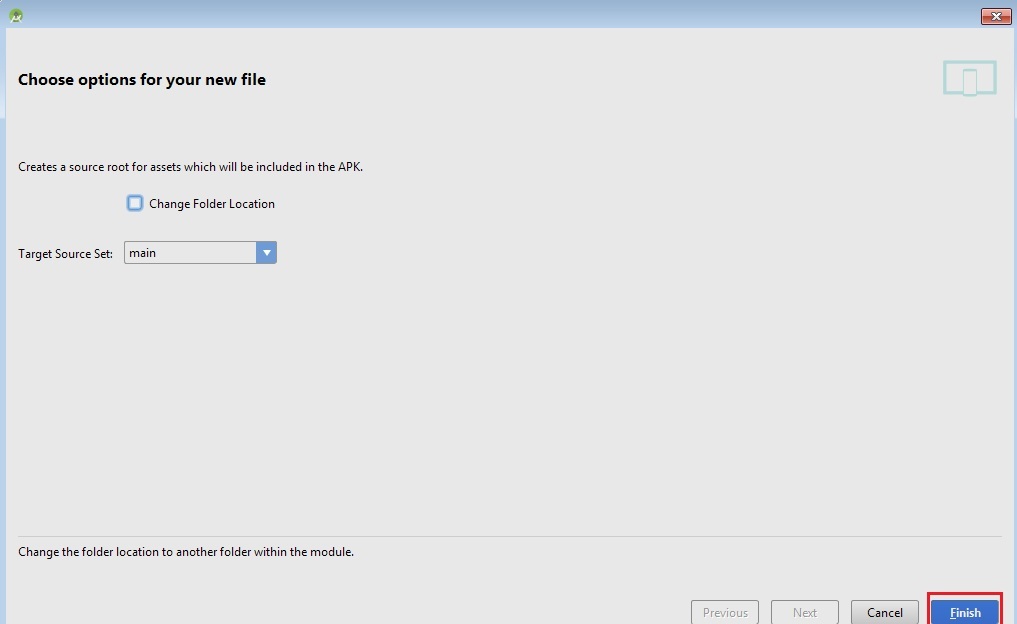 Choose options for your new file
Creates a source root for assets which will be included in the APK.
Change Folder Location
Target Source Set: main
Change the folder location to another folder within the module.
Previous Next Cancel Finish